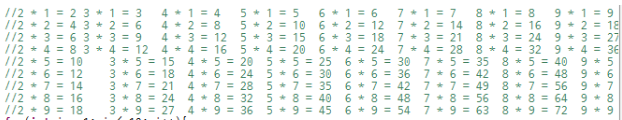 //2 * 1 = 2 3 * 1 = 3 4 * 1 = 4 5 * 1 = 5 6 * 1 = 6 7 * 1 = 7 8 * 1 = 8 9 * 1 = 9
//2 * 2 = 4 3 * 2 = 6 4 * 2 = 8 5 * 2 = 10 6 * 2 = 12 7 * 2 = 14 8 * 2 = 16 9 * 2 = 18
//2 * 3 = 6 3 * 3 = 9 4 * 3 = 12 5 * 3 = 15 6 * 3 = 18 7 * 3 = 21 8 * 3 = 24 9 * 3 = 27
//2 * 4 = 8 3 * 4 = 12 4 * 4 = 16 5 * 4 = 20 6 * 4 = 24 7 * 4 = 28 8 * 4 = 32 9 * 4 = 36
//2 * 5 = 10 3 * 5 = 15 4 * 5 = 20 5 * 5 = 25 6 * 5 = 30 7 * 5 = 35 8 * 5 = 40 9 * 5
//2 * 6 = 12 3 * 6 = 18 4 * 6 = 24 5 * 6 = 30 6 * 6 = 36 7 * 6 = 42 8 * 6 = 48 9 * 6
//2 * 7 = 14 3 * 7 = 21 4 * 7 = 28 5 * 7 = 35 6 * 7 = 42 7 * 7 = 49 8 * 7 = 56 9 * 7
//2 * 8 = 16 3 * 8 = 24 4 * 8 = 32 5 * 8 = 40 6 * 8 = 48 7 * 8 = 56 8 * 8 = 64 9 * 8
//2 * 9 = 18 3 * 9 = 27 4 * 9 = 36 5 * 9 = 45 6 * 9 = 54 7 * 9 = 63 8 * 9 = 72 9 * 9